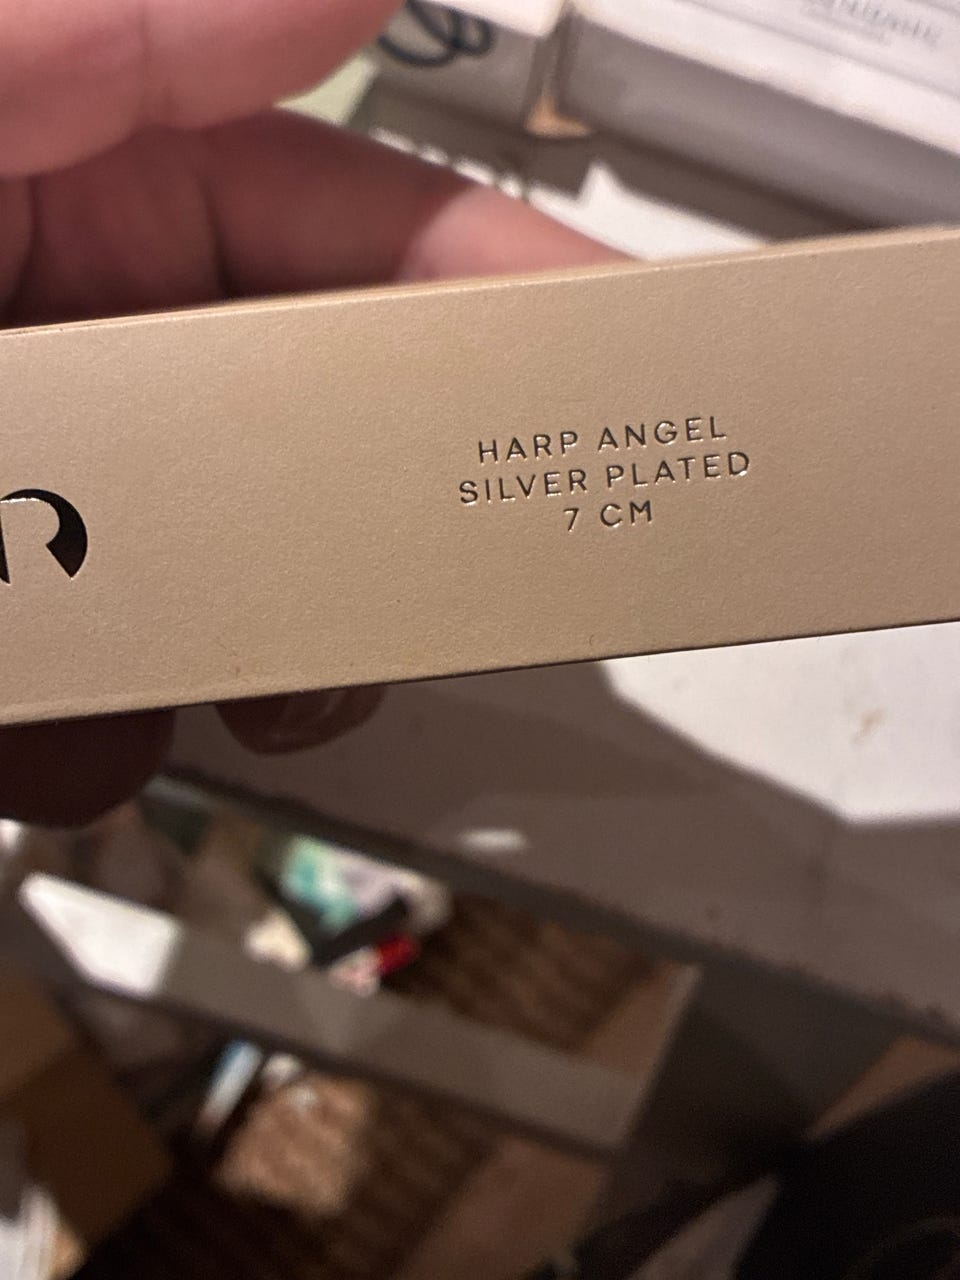 R
HARP ANGEL
SILVER PLATED
7 CM